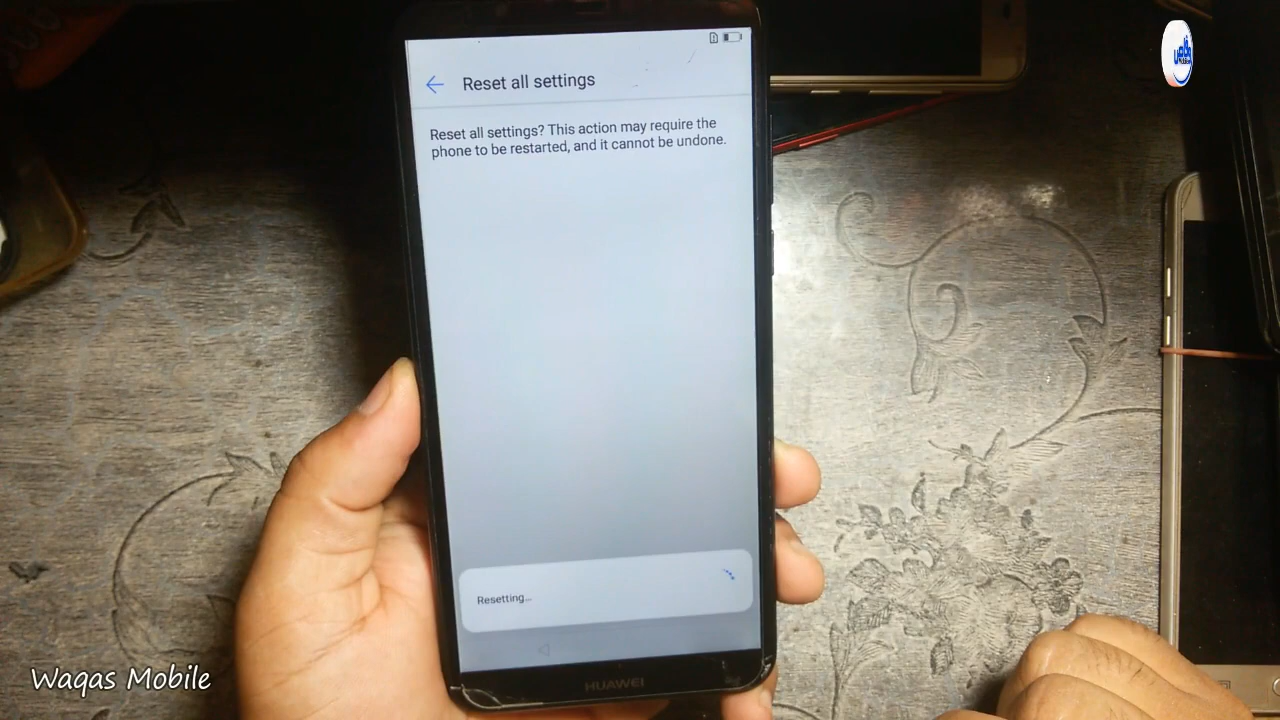 Reset all settings
Reset all settings? This action may require the
phone to be restarted, and it cannot be undone.
Resetting...
HUAWEI
Waqas Mobile
وقاص